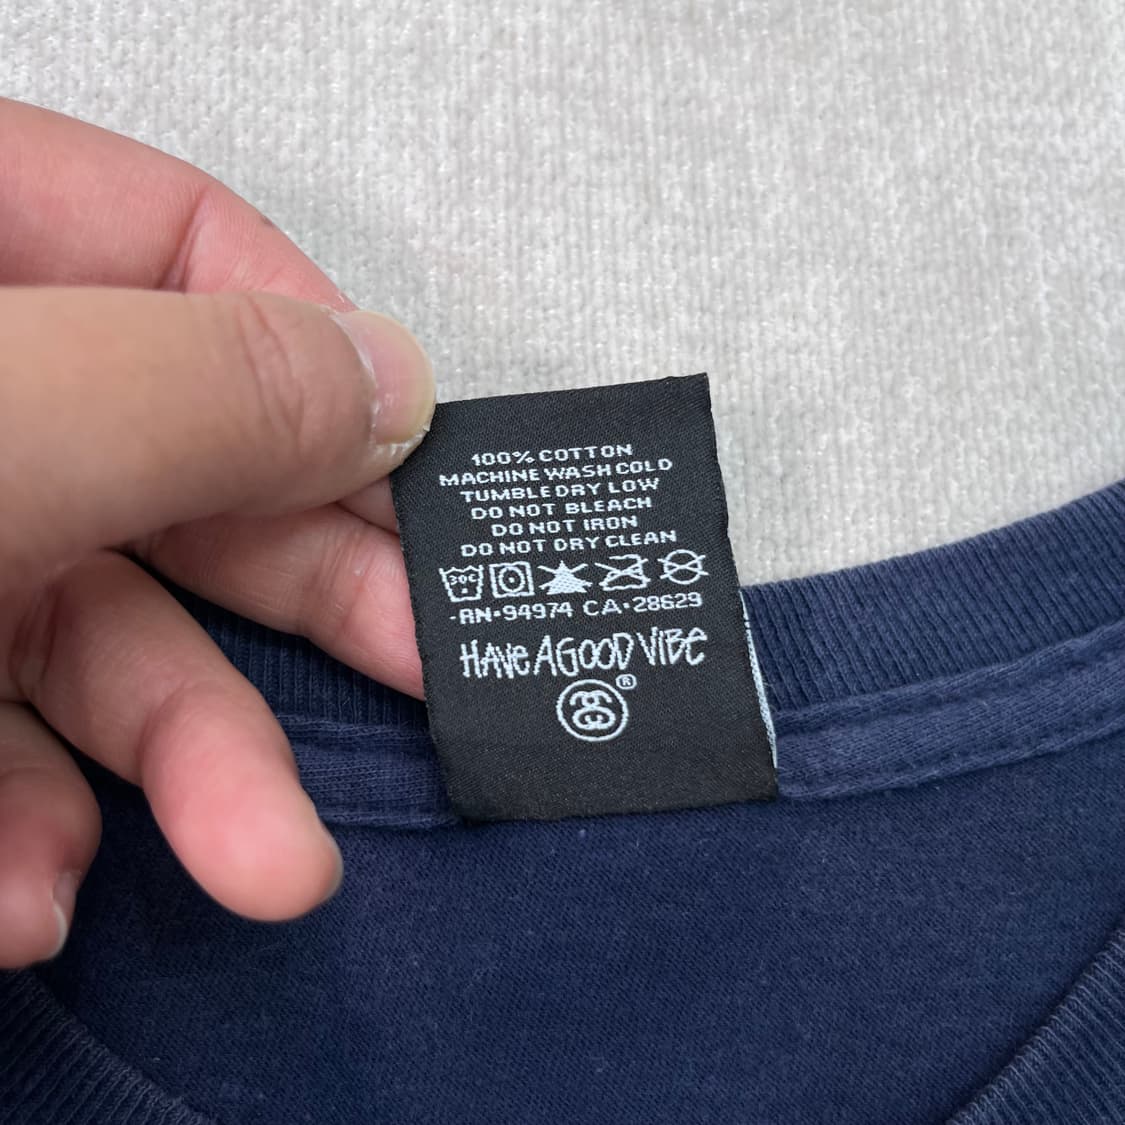 100% COTTON
MACHINE WASH COLD
TUMBLE DRY LOW
DO NOT BLEACH
DO NOT IRON
DO NOT DRY CLEAN
30C
-RN•94974 CA•28629
HAVE A GOOD VIBE
®